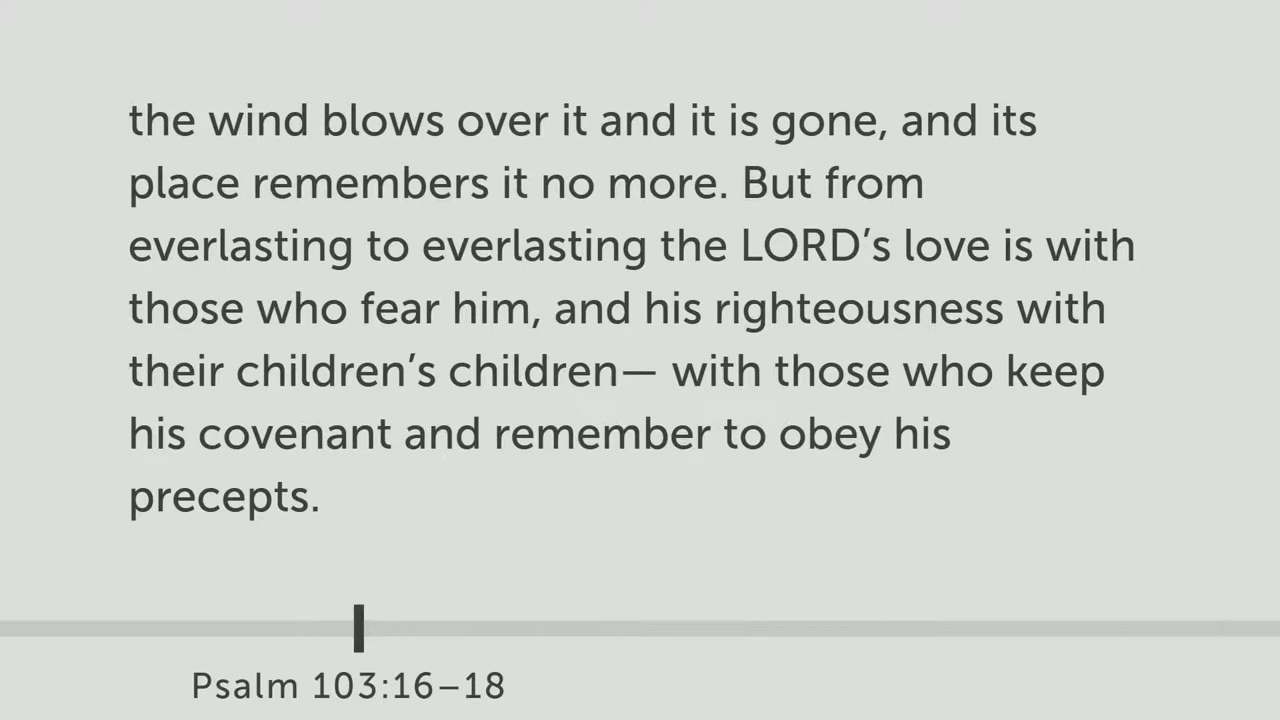 the wind blows over it and it is gone, and its
place remembers it no more. But from
everlasting to everlasting the LORD’s love is with
those who fear him, and his righteousness with
their children’s children— with those who keep
his covenant and remember to obey his
precepts.
Psalm 103:16–18